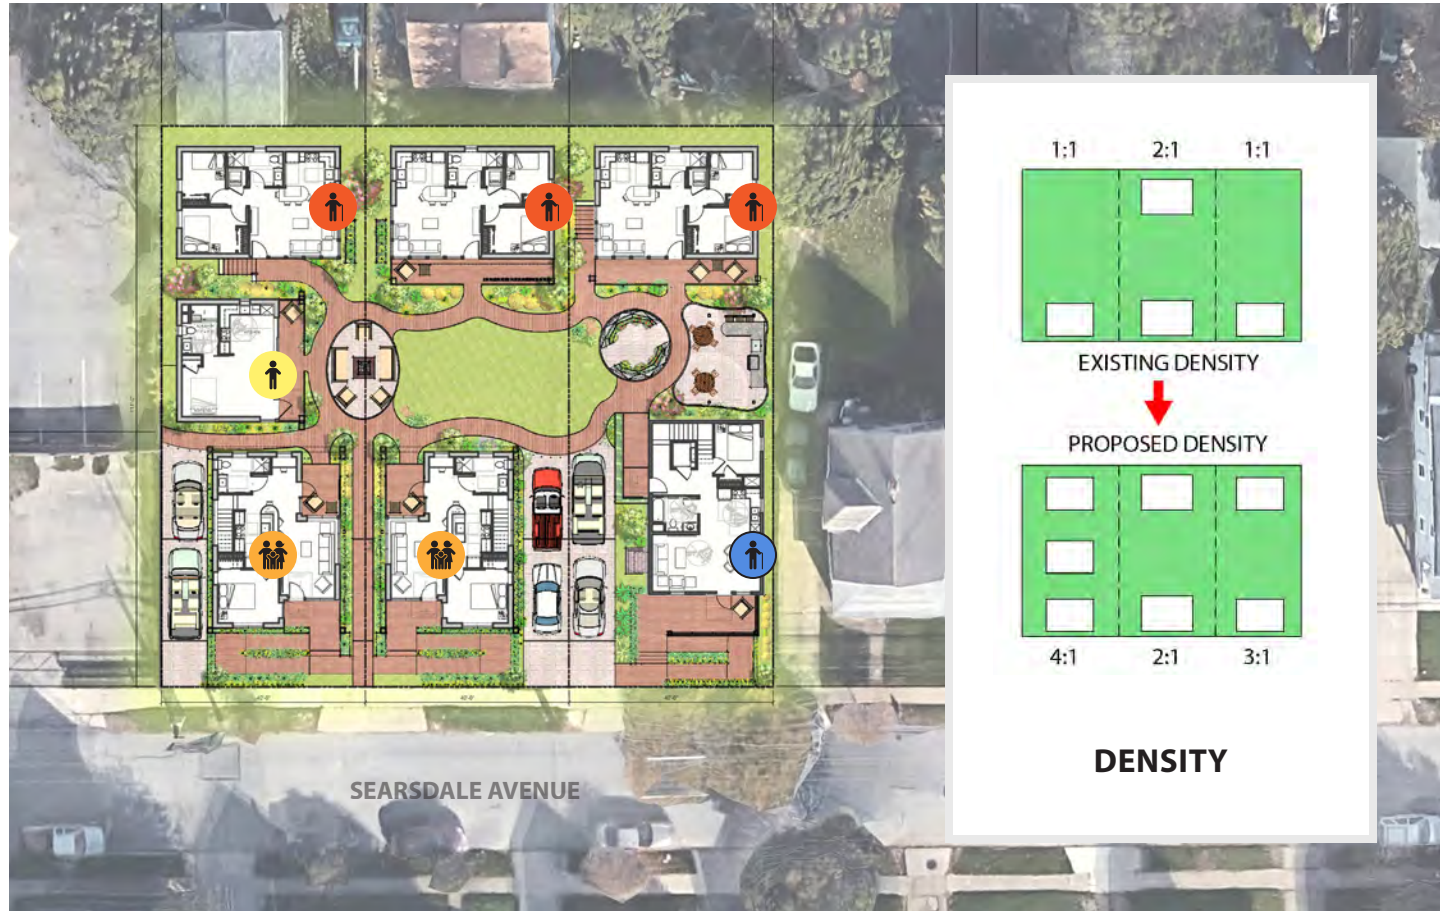 1:1 2:1 1:1
EXISTING DENSITY
PROPOSED DENSITY
4:1 2:1 3:1
DENSITY
SEARSDALE AVENUE